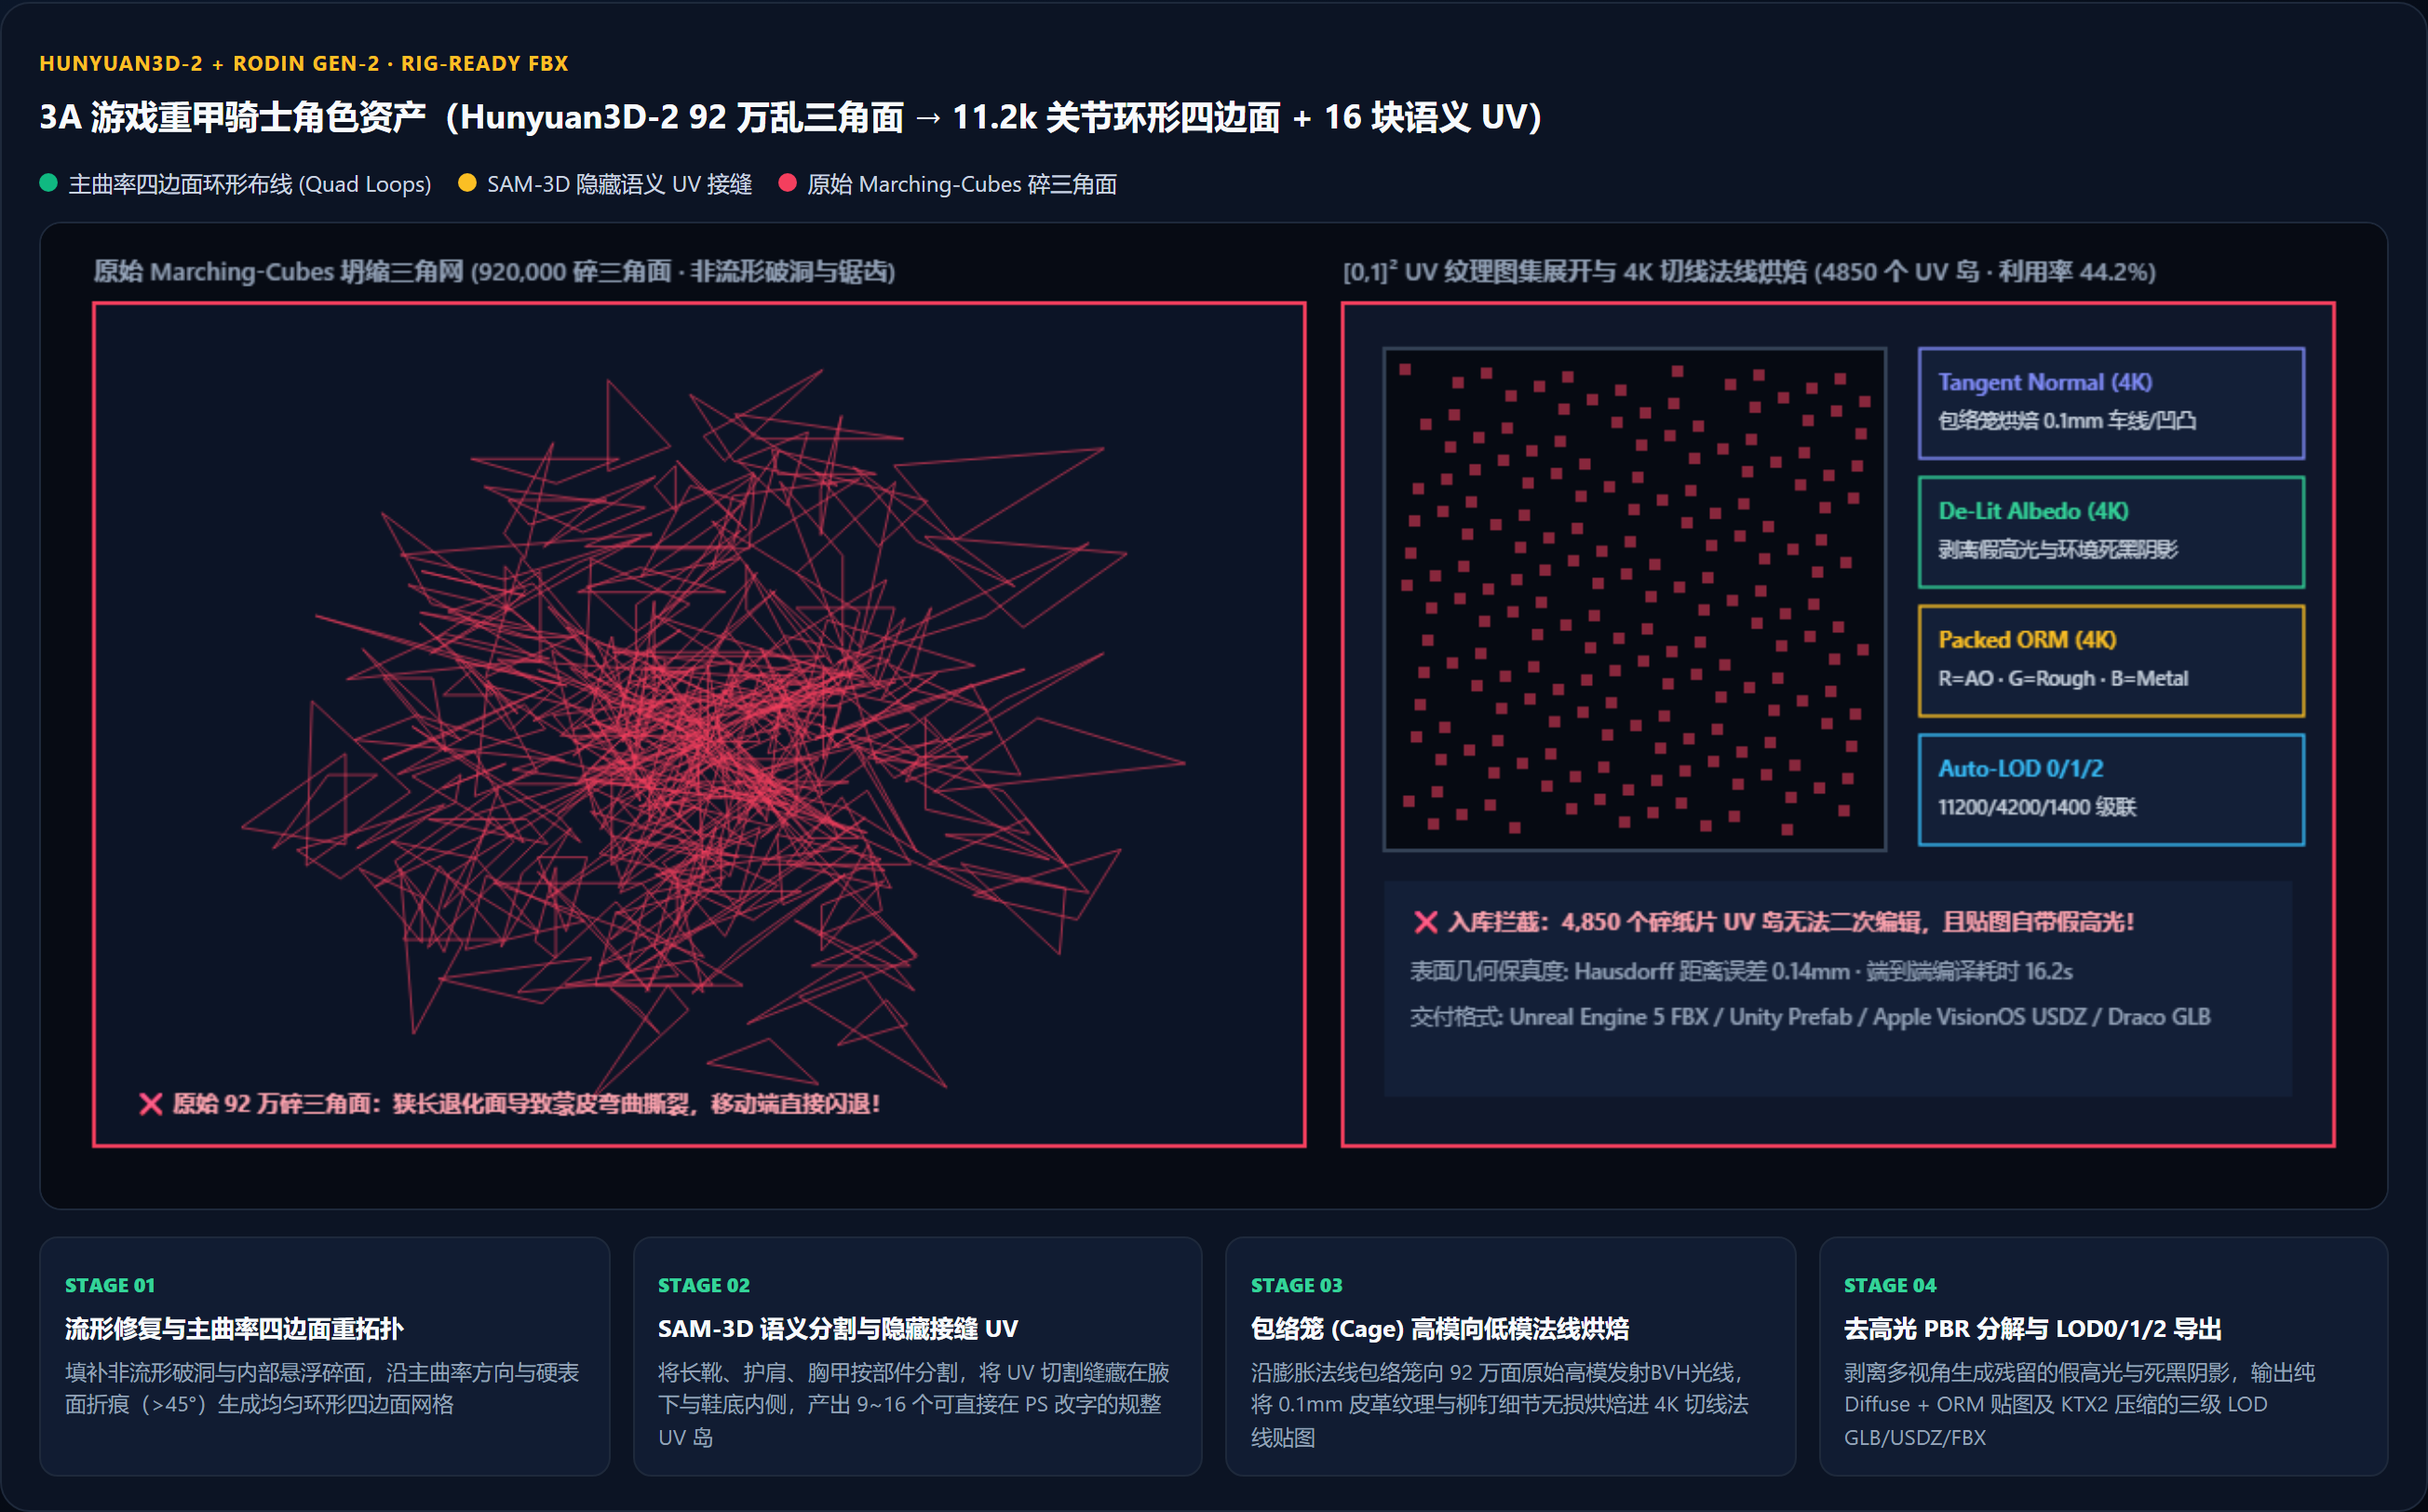 HUNYUAN3D-2 + RODIN GEN-2 · RIG-READY FBX
3A 游戏重甲骑士角色资产（Hunyuan3D-2 92 万乱三角面 → 11.2k 关节环形四边面 + 16 块语义 UV）
主曲率四边面环形布线 (Quad Loops)
SAM-3D 隐藏语义 UV 接缝
原始 Marching-Cubes 碎三角面
原始 Marching-Cubes 坍缩三角网 (920,000 碎三角面 · 非流形破洞与锯齿)
❌ 原始 92 万碎三角面：狭长退化面导致蒙皮弯曲撕裂，移动端直接闪退！
[0,1]² UV 纹理图集展开与 4K 切线法线烘焙 (4850 个 UV 岛 · 利用率 44.2%)
Tangent Normal (4K)
包络笼烘焙 0.1mm 车线/凹凸
De-Lit Albedo (4K)
剥离假高光与环境死黑阴影
Packed ORM (4K)
R=AO · G=Rough · B=Metal
Auto-LOD 0/1/2
11200/4200/1400 级联
❌ 入库拦截：4,850 个碎纸片 UV 岛无法二次编辑，且贴图自带假高光！
表面几何保真度: Hausdorff 距离误差 0.14mm · 端到端编译耗时 16.2s
交付格式: Unreal Engine 5 FBX / Unity Prefab / Apple VisionOS USDZ / Draco GLB
STAGE 01
流形修复与主曲率四边面重拓扑
填补非流形破洞与内部悬浮碎面，沿主曲率方向与硬表
面折痕（>45°）生成均匀环形四边面网格
STAGE 02
SAM-3D 语义分割与隐藏接缝 UV
将长靴、护肩、胸甲按部件分割，将 UV 切割缝藏在腋
下与鞋底内侧，产出 9~16 个可直接在 PS 改字的规整
UV 岛
STAGE 03
包络笼 (Cage) 高模向低模法线烘焙
沿膨胀法线包络笼向 92 万面原始高模发射BVH光线，
将 0.1mm 皮革纹理与柳钉细节无损烘焙进 4K 切线法
线贴图
STAGE 04
去高光 PBR 分解与 LOD0/1/2 导出
剥离多视角生成残留的假高光与死黑阴影，输出纯
Diffuse + ORM 贴图及 KTX2 压缩的三级 LOD
GLB/USDZ/FBX